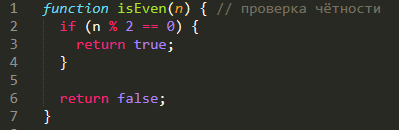 1 function isEven(n) { // проверка чётности
2 if (n % 2 == 0) {
3 return true;
4 }
5
6 return false;
7 }